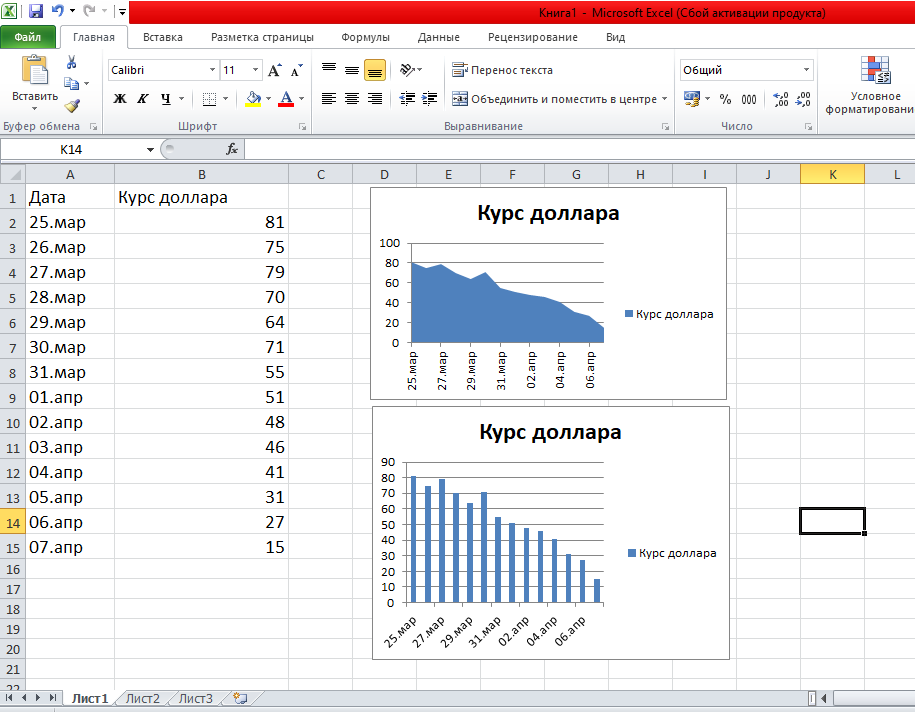 Книга1 - Microsoft Excel (Сбой активации продукта)
Файл Главная Вставка Разметка страницы Формулы Данные Рецензирование Вид
Вставить
Calibri 11
Ж К Ч
Перенос текста
Объединить и поместить в центре
Общий
% 000
Условное
форматировани
Буфер обмена Шрифт Выравнивание Число
K14 fx
A B C D E F G H I J K L
1 Дата Курс доллара
2 25.мар 81
3 26.мар 75
4 27.мар 79
5 28.мар 70
6 29.мар 64
7 30.мар 71
8 31.мар 55
9 01.апр 51
10 02.апр 48
11 03.апр 46
12 04.апр 41
13 05.апр 31
14 06.апр 27
15 07.апр 15
16
17
18
19
20
21
22
Курс доллара
100
80
60
40
20
0
25.мар 27.мар 29.мар 31.мар 02.апр 04.апр 06.апр
Курс доллара
Курс доллара
90
80
70
60
50
40
30
20
10
0
25.мар 27.мар 29.мар 31.мар 02.апр 04.апр 06.апр
Курс доллара
Лист1 Лист2 Лист3